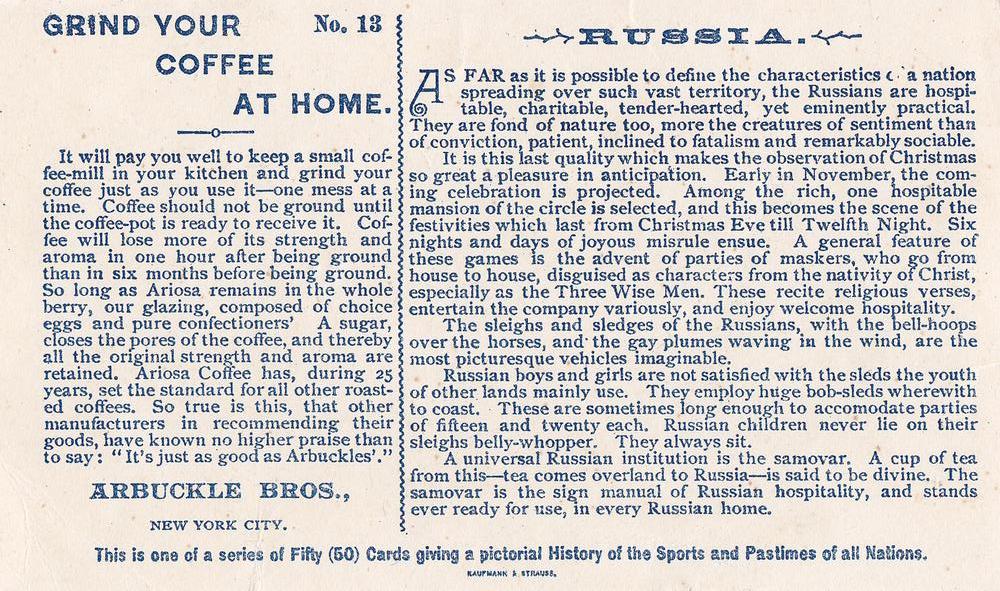 GRIND YOUR No. 13
COFFEE
AT HOME.
It will pay you well to keep a small cof-
fee-mill in your kitchen and grind your
coffee just as you use it—one mess at a
time. Coffee should not be ground until
the coffee-pot is ready to receive it. Cof-
fee will lose more of its strength and
aroma in one hour after being ground
than in six months before being ground.
So long as Ariosa remains in the whole
berry, our glazing, composed of choice
eggs and pure confectioners' A sugar,
closes the pores of the coffee, and thereby
all the original strength and aroma are
retained. Ariosa Coffee has, during 25
years, set the standard for all other roast-
ed coffees. So true is this, that other
manufacturers in recommending their
goods, have known no higher praise than
to say: "It's just as good as Arbuckles'."
ARBUCKLE BROS.,
NEW YORK CITY.
RUSSIA.
AS FAR as it is possible to define the characteristics a nation
spreading over such vast territory, the Russians are hospi-
table, charitable, tender-hearted, yet eminently practical.
They are fond of nature too, more the creatures of sentiment than
of conviction, patient, inclined to fatalism and remarkably sociable.
It is this last quality which makes the observation of Christmas
so great a pleasure in anticipation. Early in November, the com-
ing celebration is projected. Among the rich, one hospitable
mansion of the circle is selected, and this becomes the scene of the
festivities which last from Christmas Eve till Twelfth Night. Six
nights and days of joyous misrule ensue. A general feature of
these games is the advent of parties of maskers, who go from
house to house, disguised as characters from the nativity of Christ,
especially as the Three Wise Men. These recite religious verses,
entertain the company variously, and enjoy welcome hospitality.
The sleighs and sledges of the Russians, with the bell-hoops
over the horses, and the gay plumes waving in the wind, are the
most picturesque vehicles imaginable.
Russian boys and girls are not satisfied with the sleds the youth
of other lands mainly use. They employ huge bob-sleds wherewith
to coast. These are sometimes long enough to accomodate parties
of fifteen and twenty each. Russian children never lie on their
sleighs belly-whopper. They always sit.
A universal Russian institution is the samovar. A cup of tea
from this—tea comes overland to Russia—is said to be divine. The
samovar is the sign manual of Russian hospitality, and stands
ever ready for use, in every Russian home.
This is one of a series of Fifty (50) Cards giving a pictorial History of the Sports and Pastimes of all Nations.
KAUFMANN & STRAUSS.